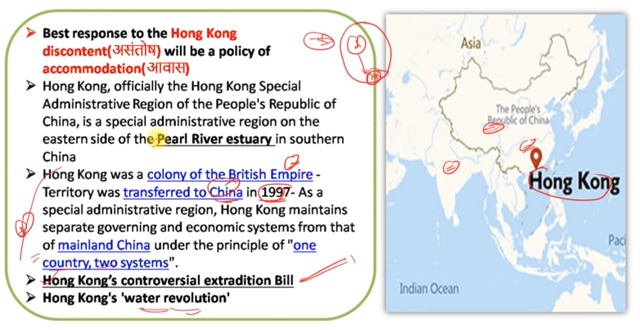 ➢ Best response to the Hong Kong
discontent(असंतोष) will be a policy of
accommodation(आवास)
➢ Hong Kong, officially the Hong Kong Special
Administrative Region of the People's Republic of
China, is a special administrative region on the
eastern side of the Pearl River estuary in southern
China
➢ Hong Kong was a colony of the British Empire -
Territory was transferred to China in 1997- As a
special administrative region, Hong Kong maintains
separate governing and economic systems from that
of mainland China under the principle of "one
country, two systems".
➢ Hong Kong's controversial extradition Bill
➢ Hong Kong's 'water revolution'
Asia
The People's
Republic of China
Hong Kong
Paci
Indian Ocean